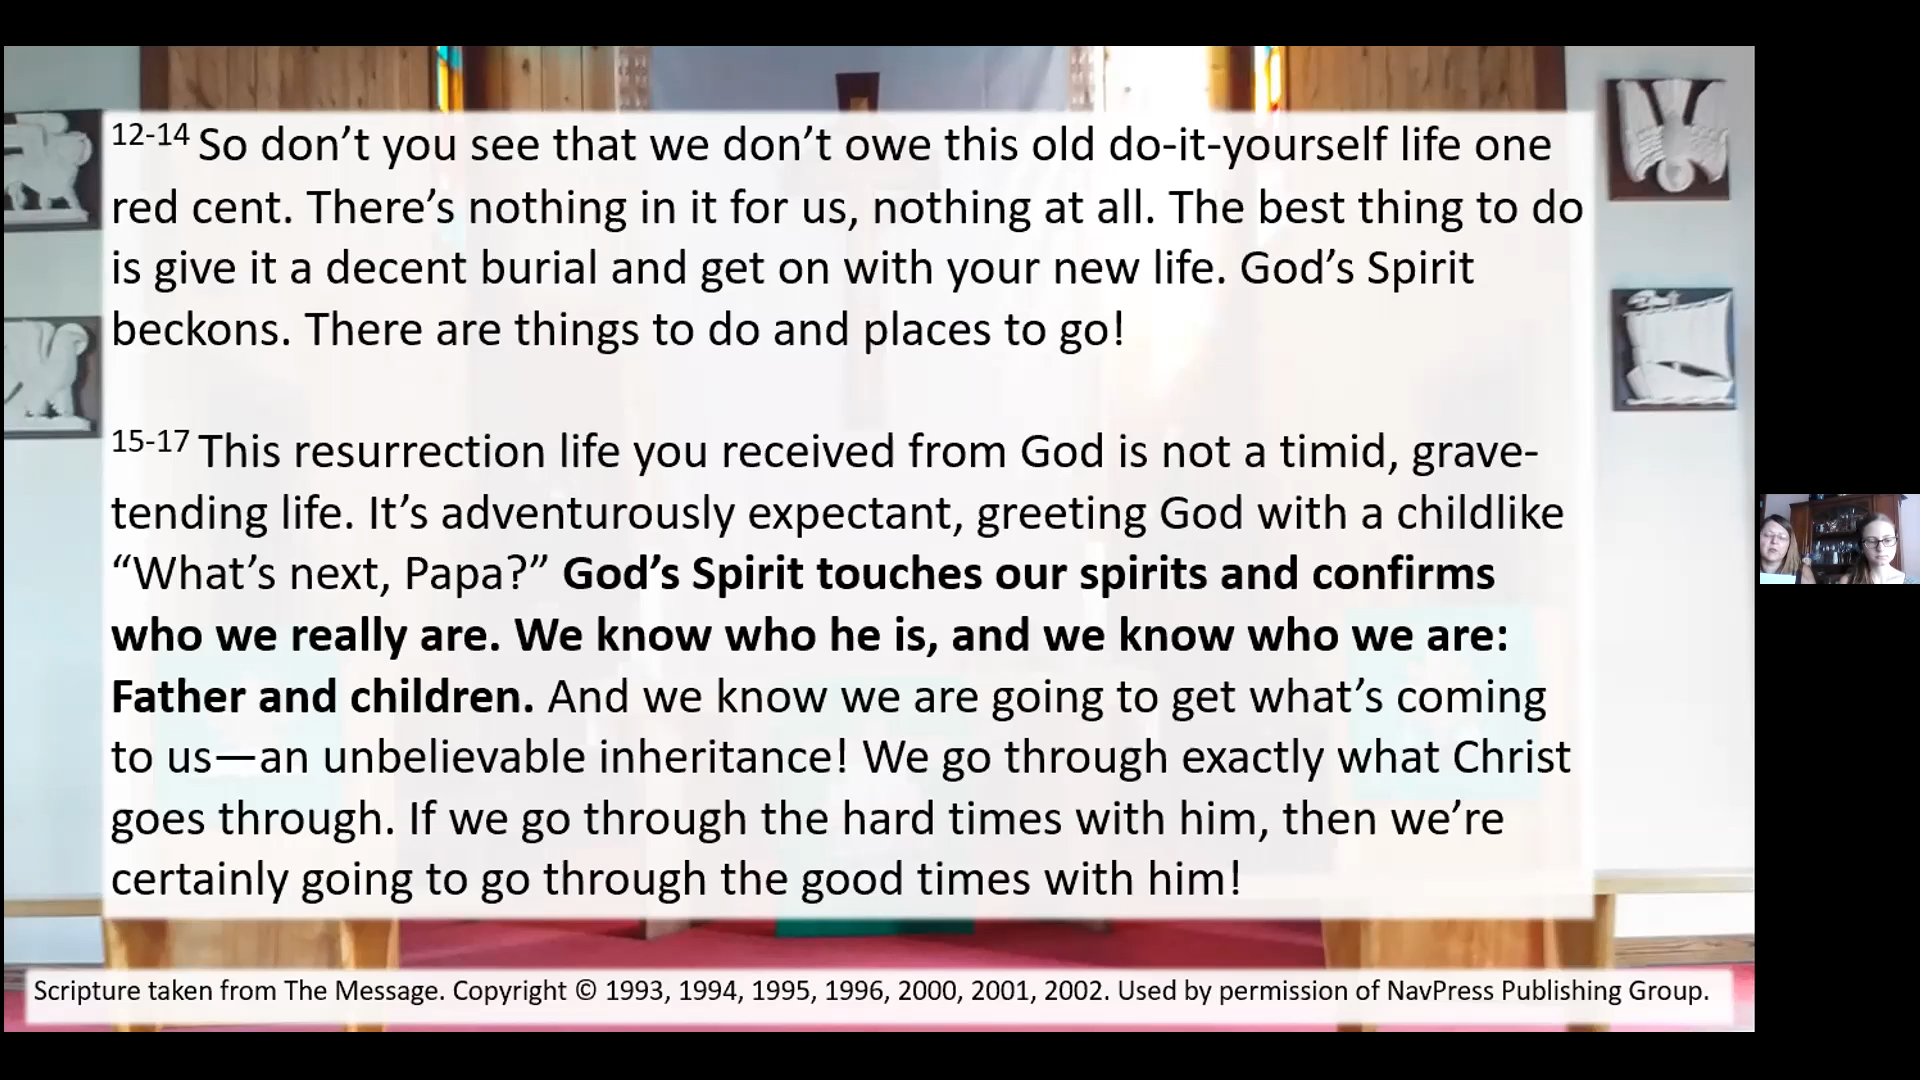 12-14 So don’t you see that we don’t owe this old do-it-yourself life one
red cent. There’s nothing in it for us, nothing at all. The best thing to do
is give it a decent burial and get on with your new life. God’s Spirit
beckons. There are things to do and places to go!
15-17 This resurrection life you received from God is not a timid, grave-
tending life. It’s adventurously expectant, greeting God with a childlike
“What’s next, Papa?” God’s Spirit touches our spirits and confirms
who we really are. We know who he is, and we know who we are:
Father and children. And we know we are going to get what’s coming
to us—an unbelievable inheritance! We go through exactly what Christ
goes through. If we go through the hard times with him, then we’re
certainly going to go through the good times with him!
Scripture taken from The Message. Copyright © 1993, 1994, 1995, 1996, 2000, 2001, 2002. Used by permission of NavPress Publishing Group.